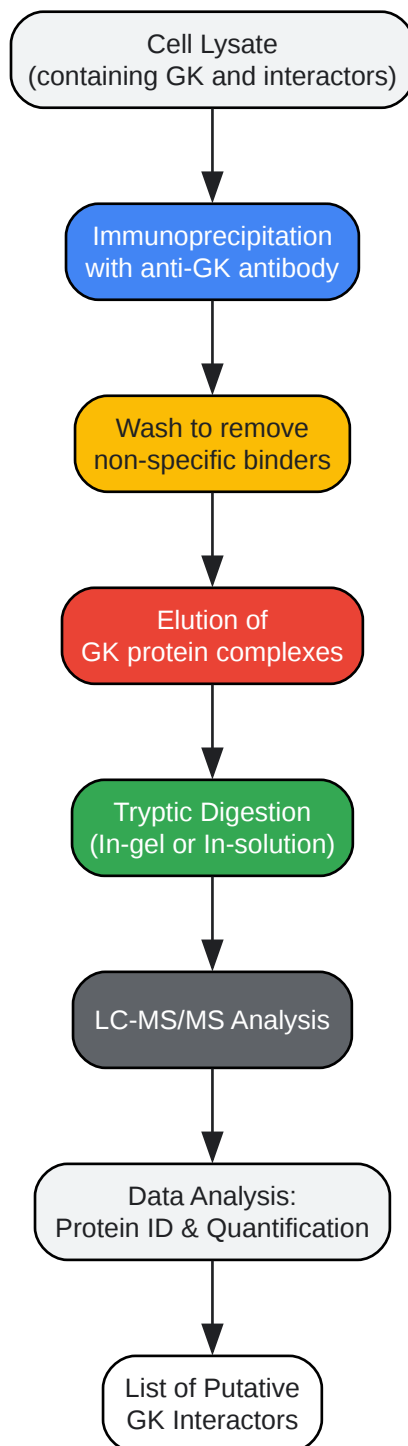 Cell Lysate
(containing GK and interactors)
Immunoprecipitation
with anti-GK antibody
Wash to remove
non-specific binders
Elution of
GK protein complexes
Tryptic Digestion
(In-gel or In-solution)
LC-MS/MS Analysis
Data Analysis:
Protein ID & Quantification
List of Putative
GK Interactors